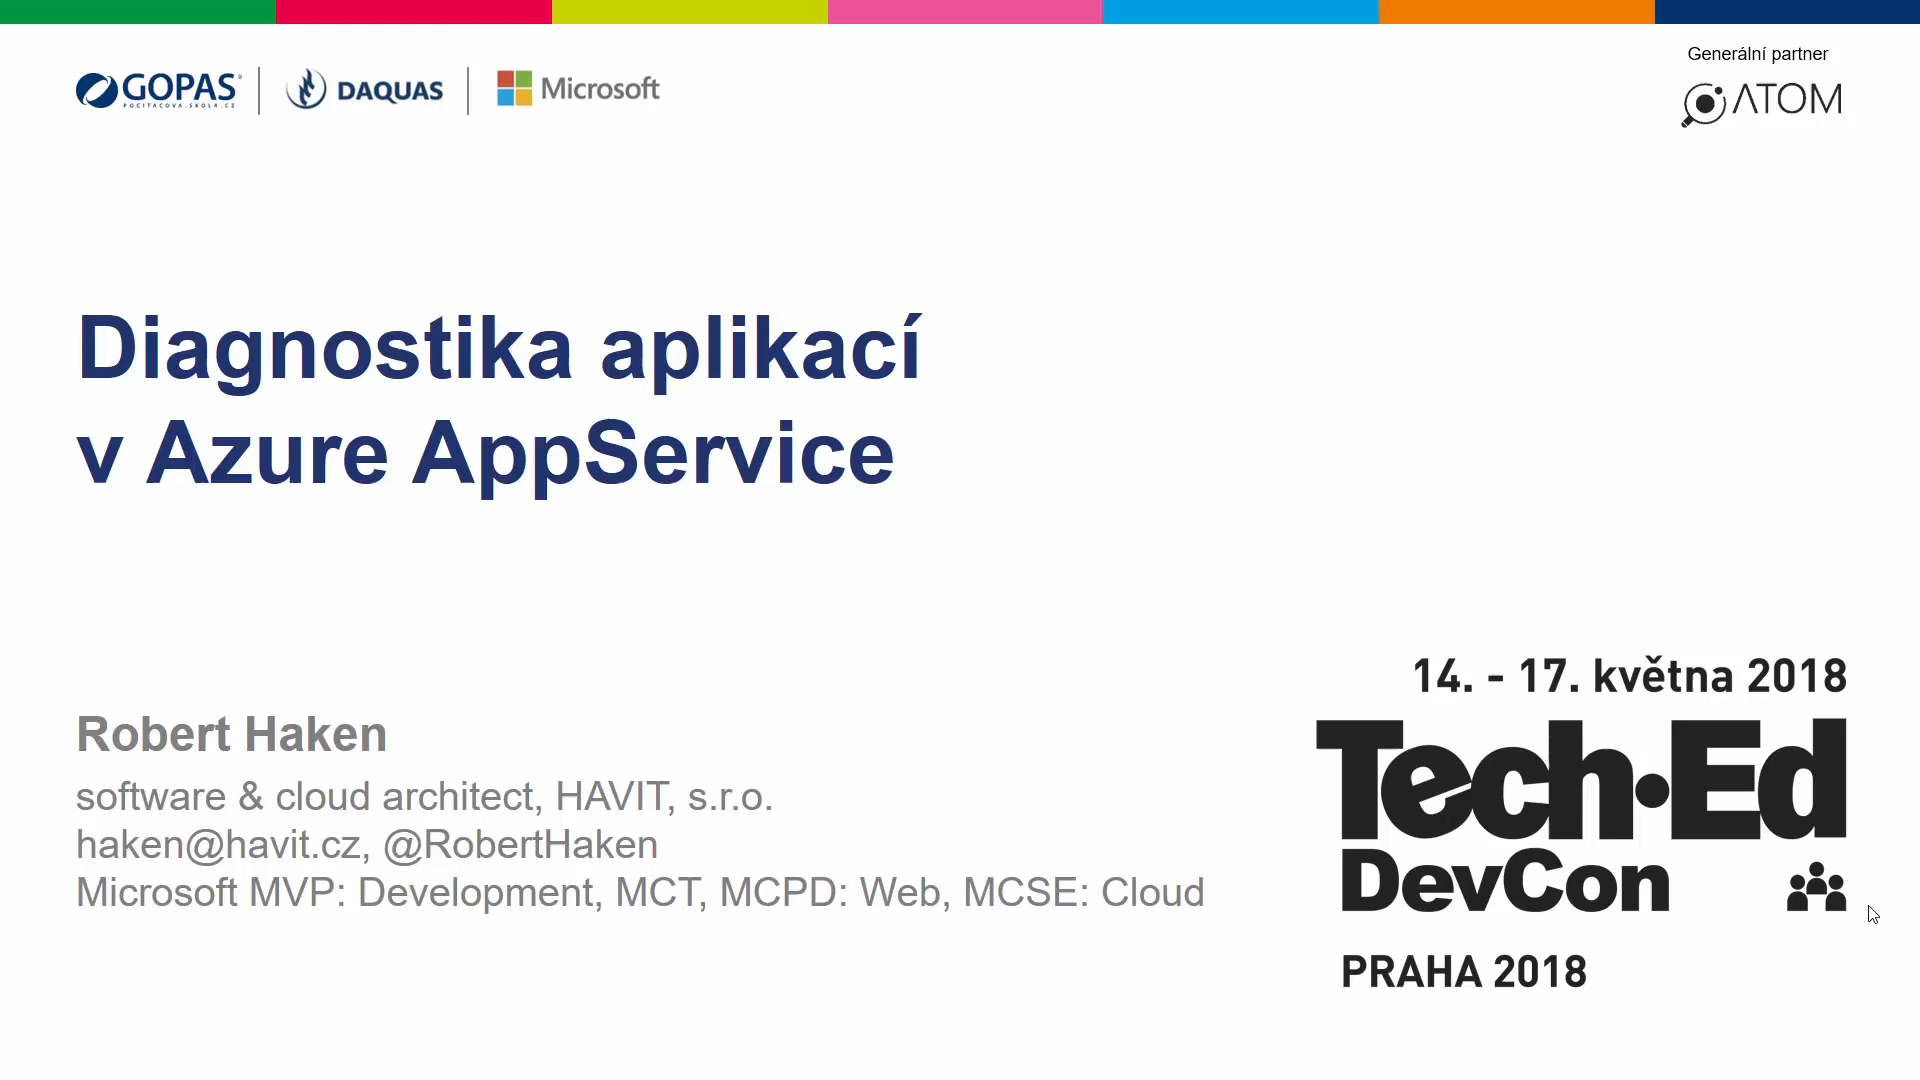 GOPAS
POCITACOVA.SKOLA.CZ
DAQUAS
Microsoft
Generální partner
ATOM
Diagnostika aplikací
v Azure AppService
Robert Haken
software & cloud architect, HAVIT, s.r.o.
haken@havit.cz, @RobertHaken
Microsoft MVP: Development, MCT, MCPD: Web, MCSE: Cloud
14. - 17. května 2018
Tech·Ed
DevCon
PRAHA 2018